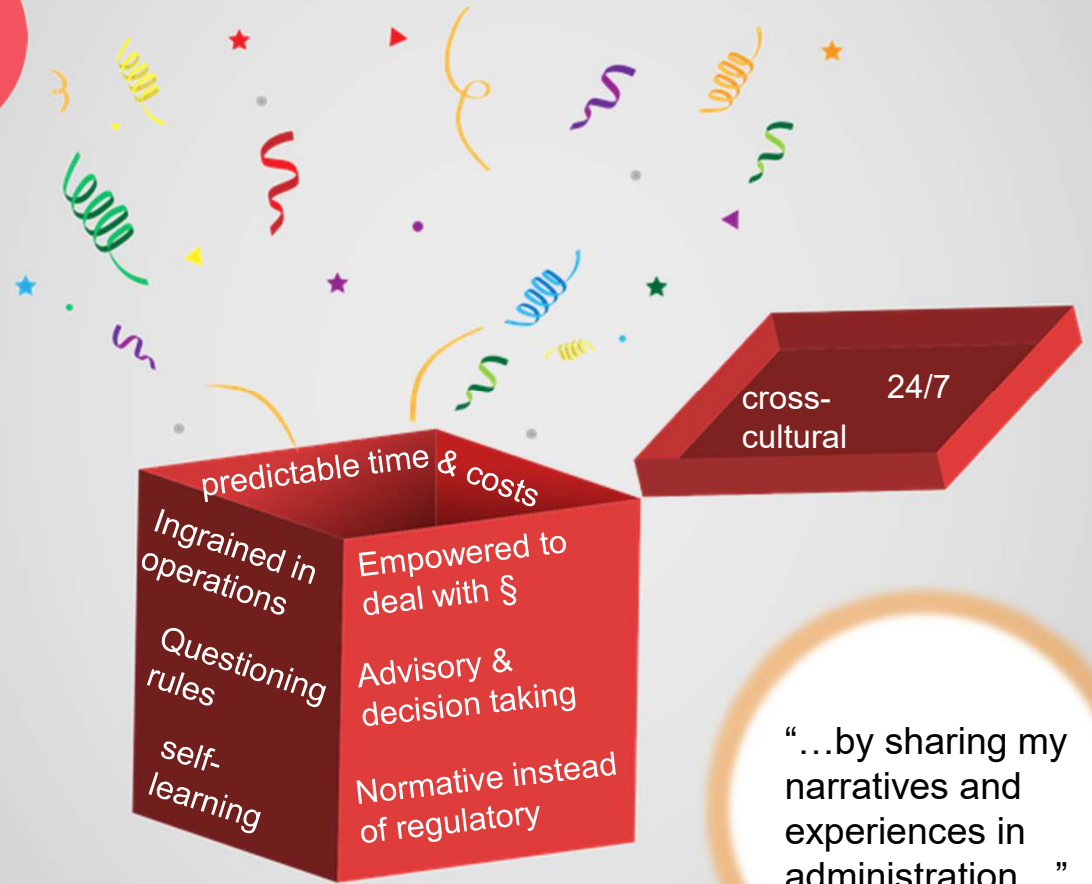 cross- 24/7
cultural
predictable time & costs
Ingrained in
operations
Questioning
rules
self-
learning
Empowered to
deal with §
Advisory &
decision taking
Normative instead
of regulatory
“…by sharing my
narratives and
experiences in
administration…”